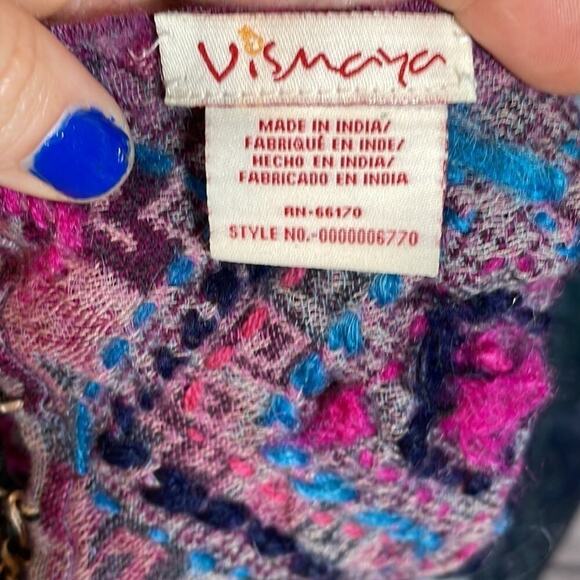 Vismaya
MADE IN INDIA/
FABRIQUÉ EN INDE/
HECHO EN INDIA/
FABRICADO EN INDIA
RN-66170
STYLE NO.-0000006770